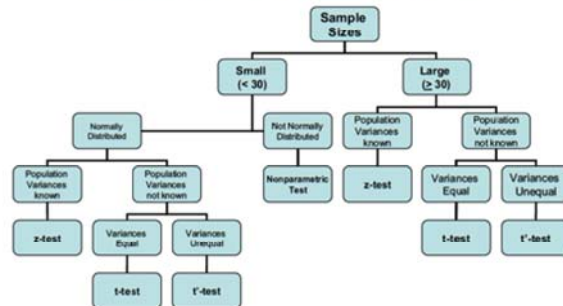 Sample
Sizes
Small
(< 30)
Large
(≥ 30)
Normally
Distributed
Not Normally
Distributed
Population
Variances
known
Population
Variances
not known
Population
Variances
known
Population
Variances
not known
Nonparametric
Test
z-test
Variances
Equal
Variances
Unequal
z-test
Variances
Equal
Variances
Unequal
t-test
t'-test
t-test
t'-test